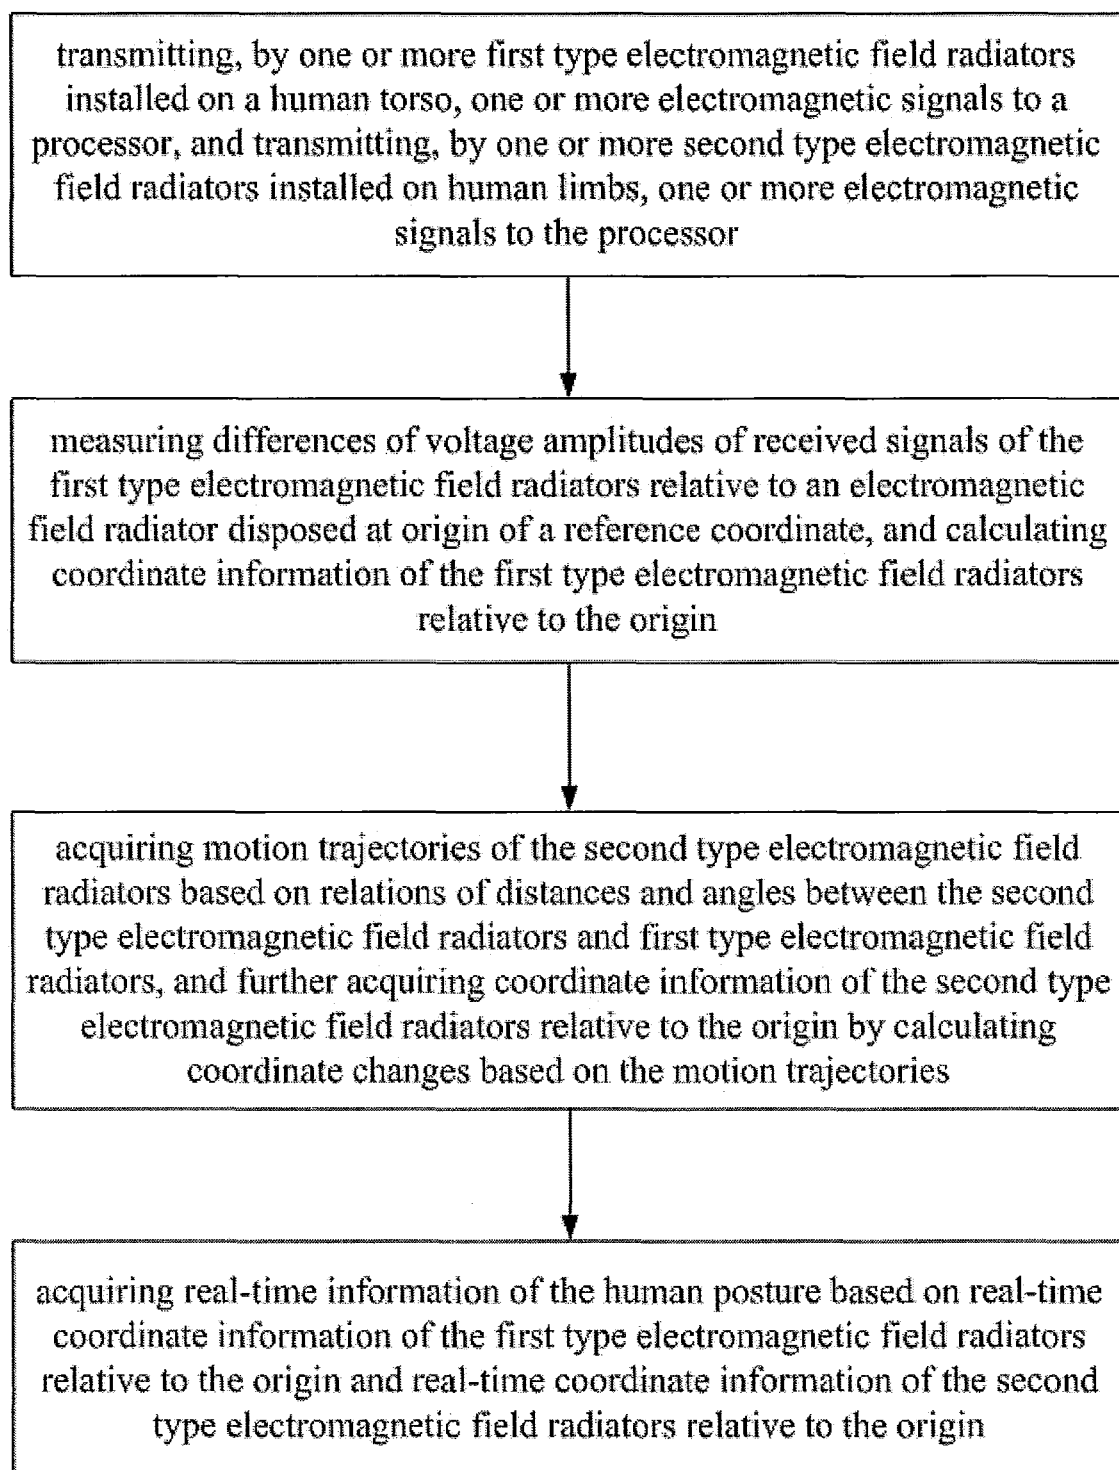 transmitting, by one or more first type electromagnetic field radiators
installed on a human torso, one or more electromagnetic signals to a
processor, and transmitting, by one or more second type electromagnetic
field radiators installed on human limbs, one or more electromagnetic
signals to the processor
measuring differences of voltage amplitudes of received signals of the
first type electromagnetic field radiators relative to an electromagnetic
field radiator disposed at origin of a reference coordinate, and calculating
coordinate information of the first type electromagnetic field radiators
relative to the origin
acquiring motion trajectories of the second type electromagnetic field
radiators based on relations of distances and angles between the second
type electromagnetic field radiators and first type electromagnetic field
radiators, and further acquiring coordinate information of the second type
electromagnetic field radiators relative to the origin by calculating
coordinate changes based on the motion trajectories
acquiring real-time information of the human posture based on real-time
coordinate information of the first type electromagnetic field radiators
relative to the origin and real-time coordinate information of the second
type electromagnetic field radiators relative to the origin